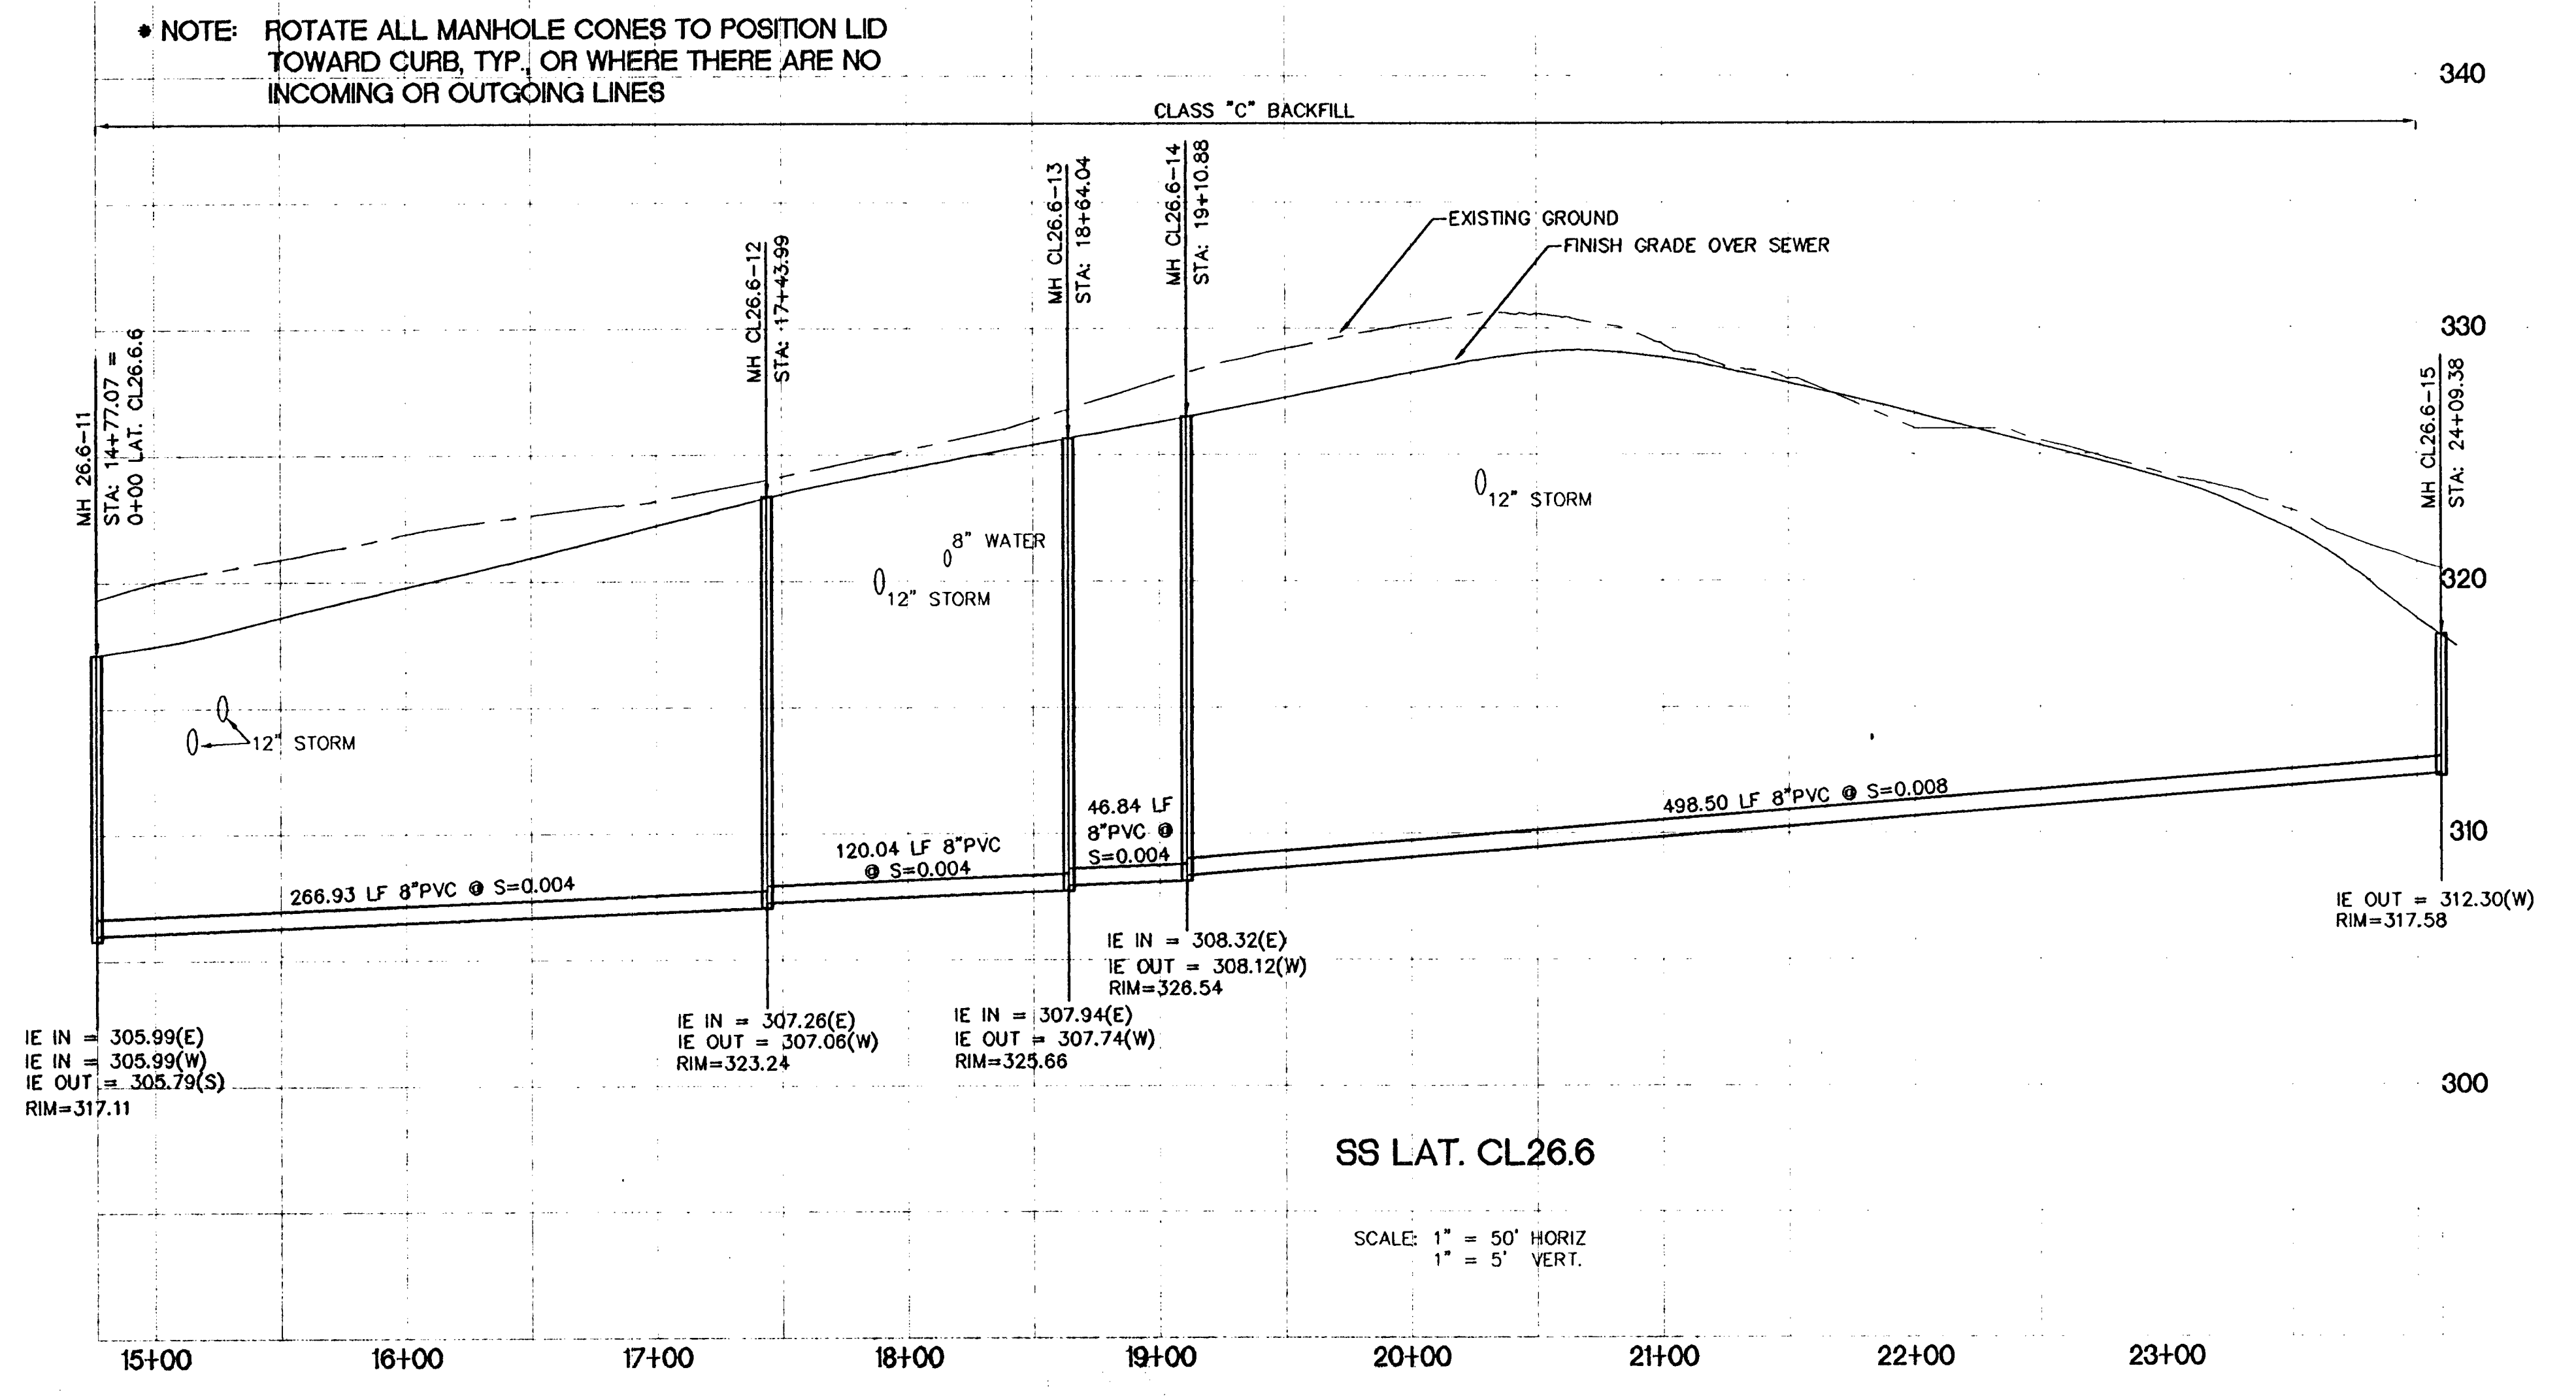 * NOTE: ROTATE ALL MANHOLE CONES TO POSITION LID
TOWARD CURB, TYP., OR WHERE THERE ARE NO
INCOMING OR OUTGOING LINES
340
CLASS "C" BACKFILL
MH 26.6-11
STA: 14+77.07 =
0+00 LAT. CL26.6.6
MH CL26.6-12
STA: 17+43.99
MH CL26.6-13
STA: 18+64.04
MH CL26.6-14
STA: 19+10.88
EXISTING GROUND
FINISH GRADE OVER SEWER
330
MH CL26.6-15
STA: 24+09.38
12" STORM
8" WATER
12" STORM
320
12" STORM
46.84 LF
8"PVC @
S=0.004
498.50 LF 8"PVC @ S=0.008
310
120.04 LF 8"PVC
@ S=0.004
266.93 LF 8"PVC @ S=0.004
IE OUT = 312.30(W)
RIM=317.58
IE IN = 308.32(E)
IE OUT = 308.12(W)
RIM=326.54
IE IN = 307.94(E)
IE OUT = 307.74(W)
RIM=325.66
IE IN = 307.26(E)
IE OUT = 307.06(W)
RIM=323.24
IE IN = 305.99(E)
IE IN = 305.99(W)
IE OUT = 305.79(S)
RIM=317.11
300
SS LAT. CL26.6
SCALE: 1" = 50' HORIZ
1" = 5' VERT.
15+00 16+00 17+00 18+00 19+00 20+00 21+00 22+00 23+00